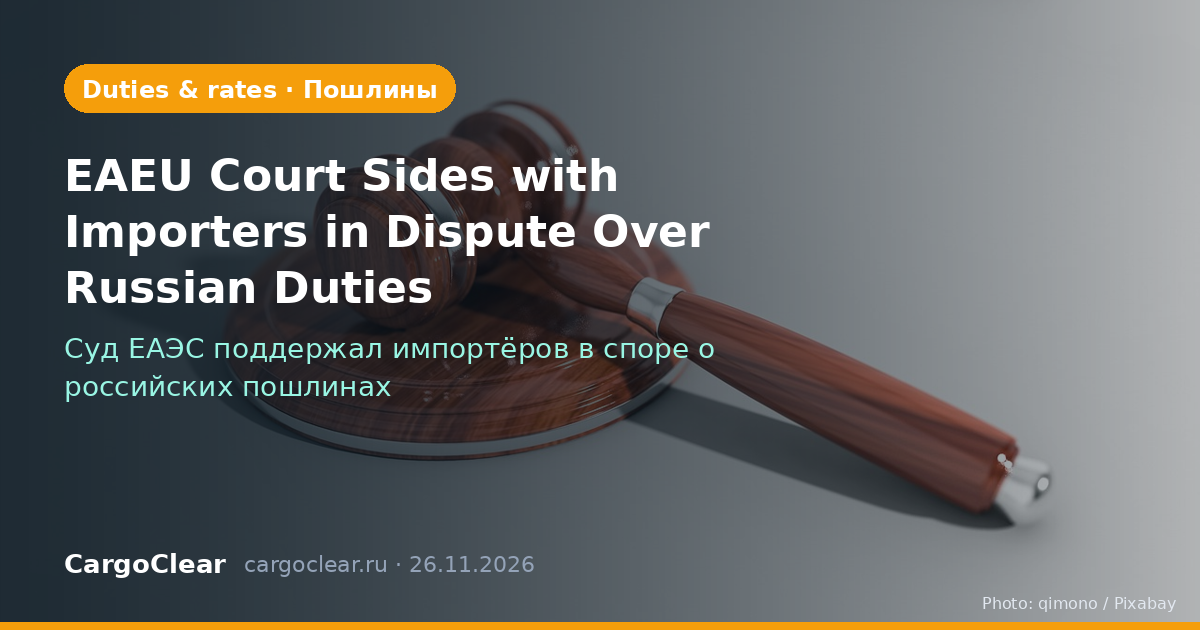 Duties & rates · Пошлины
EAEU Court Sides with
Importers in Dispute Over
Russian Duties
Суд ЕАЭС поддержал импортёров в споре о
российских пошлинах
CargoClear cargoclear.ru · 26.11.2026
Photo: qimono / Pixabay